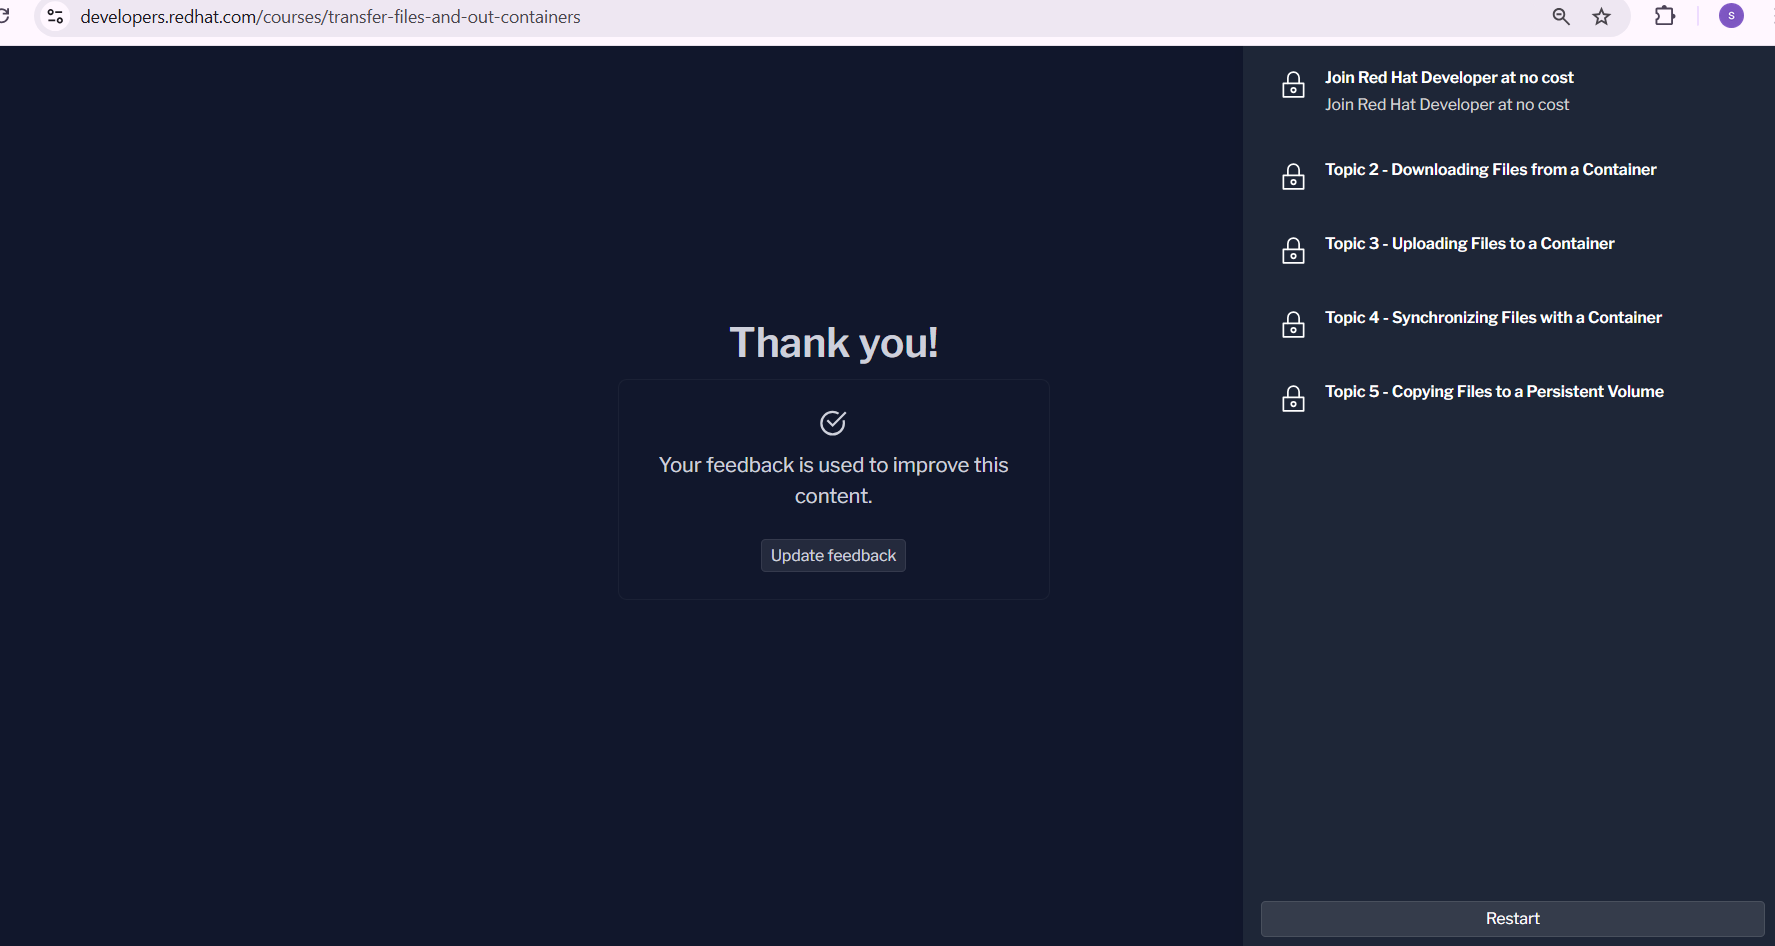 developers.redhat.com/courses/transfer-files-and-out-containers
S
Thank you!
Your feedback is used to improve this
content.
Update feedback
Join Red Hat Developer at no cost
Join Red Hat Developer at no cost
Topic 2 - Downloading Files from a Container
Topic 3 - Uploading Files to a Container
Topic 4 - Synchronizing Files with a Container
Topic 5 - Copying Files to a Persistent Volume
Restart